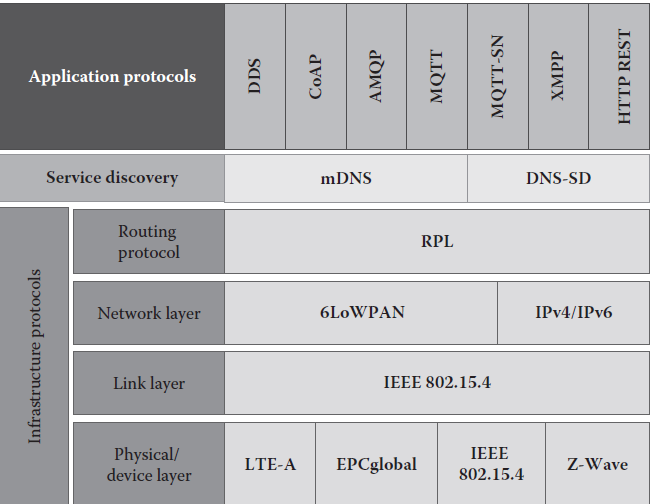 Application protocols
DDS
CoAP
AMQP
MQTT
MQTT-SN
XMPP
HTTP REST
Service discovery
mDNS
DNS-SD
Infrastructure protocols
Routing
protocol
RPL
Network layer
6LoWPAN
IPv4/IPv6
Link layer
IEEE 802.15.4
Physical/
device layer
LTE-A
EPCglobal
IEEE
802.15.4
Z-Wave